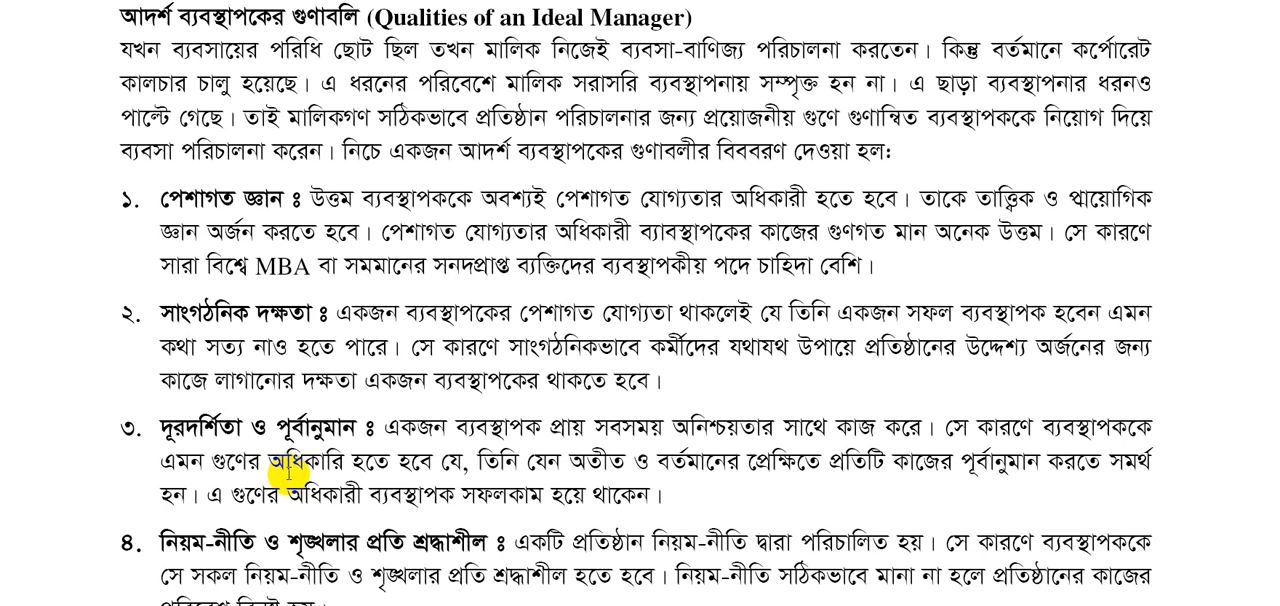 আদর্শ ব্যবস্থাপকের গুণাবলি (Qualities of an Ideal Manager)
যখন ব্যবসায়ের পরিধি ছোট ছিল তখন মালিক নিজেই ব্যবসা-বাণিজ্য পরিচালনা করতেন। কিন্তু বর্তমানে কর্পোরেট
কালচার চালু হয়েছে। এ ধরনের পরিবেশে মালিক সরাসরি ব্যবস্থাপনায় সম্পৃক্ত হন না। এ ছাড়া ব্যবস্থাপনার ধরনও
পাল্টে গেছে। তাই মালিকগণ সঠিকভাবে প্রতিষ্ঠান পরিচালনার জন্য প্রয়োজনীয় গুণে গুণান্বিত ব্যবস্থাপককে নিয়োগ দিয়ে
ব্যবসা পরিচালনা করেন। নিচে একজন আদর্শ ব্যবস্থাপকের গুণাবলীর বিববরণ দেওয়া হল:
১. পেশাগত জ্ঞান ঃ উত্তম ব্যবস্থাপককে অবশ্যই পেশাগত যোগ্যতার অধিকারী হতে হবে। তাকে তাত্ত্বিক ও প্রায়োগিক
জ্ঞান অর্জন করতে হবে। পেশাগত যোগ্যতার অধিকারী ব্যাবস্থাপকের কাজের গুণগত মান অনেক উত্তম। সে কারণে
সারা বিশ্বে MBA বা সমমানের সনদপ্রাপ্ত ব্যক্তিদের ব্যবস্থাপকীয় পদে চাহিদা বেশি।
২. সাংগঠনিক দক্ষতা ঃ একজন ব্যবস্থাপকের পেশাগত যোগ্যতা থাকলেই যে তিনি একজন সফল ব্যবস্থাপক হবেন এমন
কথা সত্য নাও হতে পারে। সে কারণে সাংগঠনিকভাবে কর্মীদের যথাযথ উপায়ে প্রতিষ্ঠানের উদ্দেশ্য অর্জনের জন্য
কাজে লাগানোর দক্ষতা একজন ব্যবস্থাপকের থাকতে হবে।
৩. দূরদর্শিতা ও পূর্বানুমান ঃ একজন ব্যবস্থাপক প্রায় সবসময় অনিশ্চয়তার সাথে কাজ করে। সে কারণে ব্যবস্থাপককে
এমন গুণের অধিকারি হতে হবে যে, তিনি যেন অতীত ও বর্তমানের প্রেক্ষিতে প্রতিটি কাজের পূর্বানুমান করতে সমর্থ
হন। এ গুণের অধিকারী ব্যবস্থাপক সফলকাম হয়ে থাকেন।
৪. নিয়ম-নীতি ও শৃঙ্খলার প্রতি শ্রদ্ধাশীল ঃ একটি প্রতিষ্ঠান নিয়ম-নীতি দ্বারা পরিচালিত হয়। সে কারণে ব্যবস্থাপককে
সে সকল নিয়ম-নীতি ও শৃঙ্খলার প্রতি শ্রদ্ধাশীল হতে হবে। নিয়ম-নীতি সঠিকভাবে মানা না হলে প্রতিষ্ঠানের কাজের